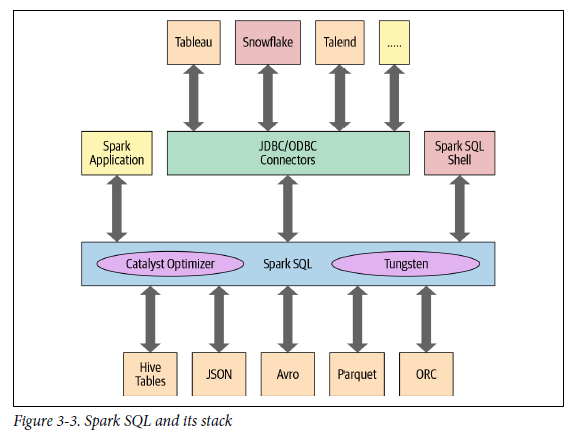 Tableau
Snowflake
Talend
.....
Spark
Application
JDBC/ODBC
Connectors
Spark SQL
Shell
Catalyst Optimizer
Spark SQL
Tungsten
Hive
Tables
JSON
Avro
Parquet
ORC
Figure 3-3. Spark SQL and its stack